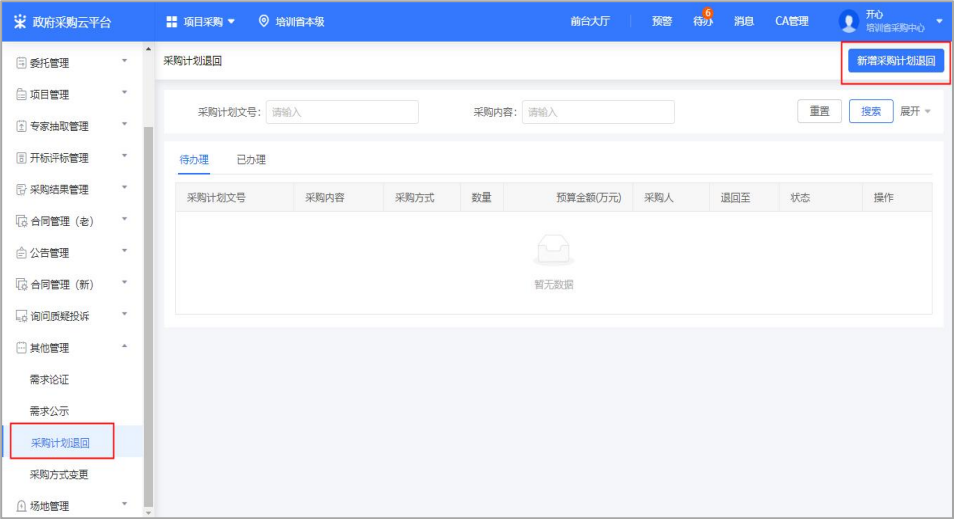 政府采购云平台
项目采购
培训省本级
前台大厅
预警
待办
6
消息
CA管理
开心
培训省采购中心
委托管理
项目管理
专家抽取管理
开标评标管理
采购结果管理
合同管理（老）
公告管理
合同管理（新）
询问质疑投诉
其他管理
需求论证
需求公示
采购计划退回
采购方式变更
场地管理
采购计划退回
新增采购计划退回
采购计划文号： 请输入
采购内容： 请输入
重置
搜索
展开
待办理
已办理
采购计划文号
采购内容
采购方式
数量
预算金额(万元)
采购人
退回至
状态
操作
暂无数据